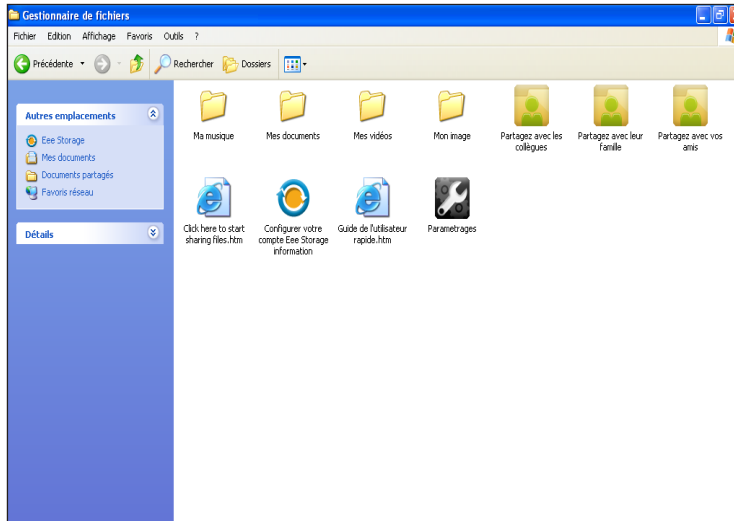 Gestionnaire de fichiers
Fichier Edition Affichage Favoris Outils ?
Précédente Rechercher Dossiers
Autres emplacements
Eee Storage
Mes documents
Documents partagés
Favoris réseau
Détails
Ma musique
Mes documents
Mes vidéos
Mon image
Partagez avec les
collègues
Partagez avec leur
famille
Partagez avec vos
amis
Click here to start
sharing files.htm
Configurer votre
compte Eee Storage
information
Guide de l'utilisateur
rapide.htm
Parametrages